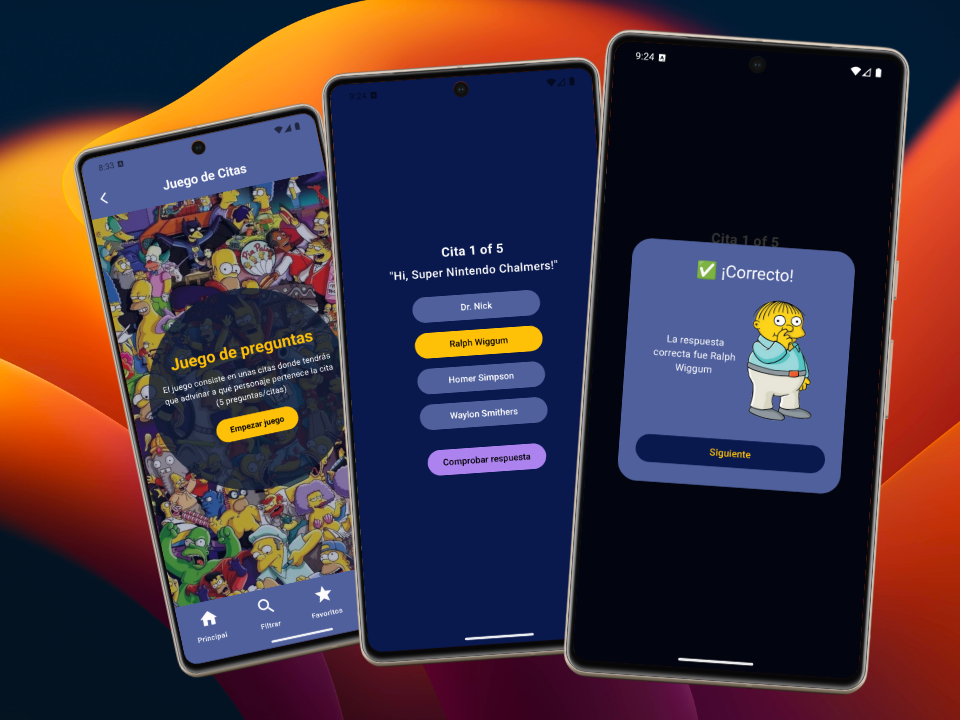 8:33
Juego de Citas
Juego de preguntas
El juego consiste en unas citas donde tendrás
que adivinar a qué personaje pertenece la cita
(5 preguntas/citas)
Empezar juego
Principal
Filtrar
Favoritos
9:24
Cita 1 of 5
"Hi, Super Nintendo Chalmers!"
Dr. Nick
Ralph Wiggum
Homer Simpson
Waylon Smithers
Comprobar respuesta
9:24
Cita 1 of 5
✅ ¡Correcto!
La respuesta
correcta fue Ralph
Wiggum
Siguiente